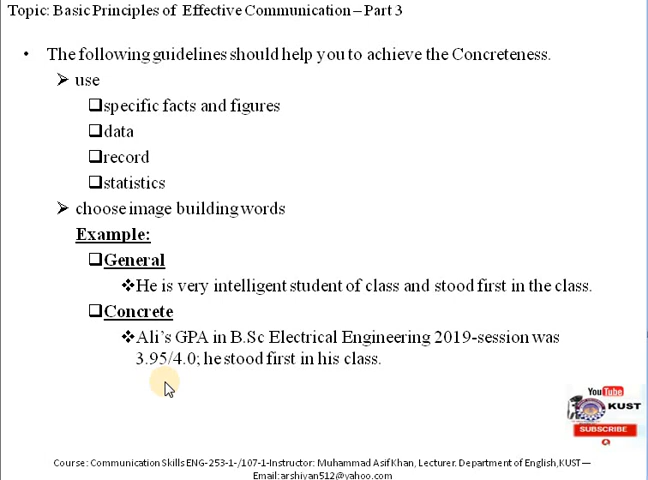 Topic: Basic Principles of Effective Communication – Part 3
• The following guidelines should help you to achieve the Concreteness.
➢ use
❑specific facts and figures
❑data
❑record
❑statistics
➢ choose image building words
Example:
❑General
❖He is very intelligent student of class and stood first in the class.
❑Concrete
❖Ali’s GPA in B.Sc Electrical Engineering 2019-session was
3.95/4.0; he stood first in his class.
YouTube
KUST
SUBSCRIBE
Course: Communication Skills ENG-253-1-/107-1-Instructor: Muhammad Asif Khan, Lecturer. Department of English,KUST—
Email:arshiyan512@yahoo.com